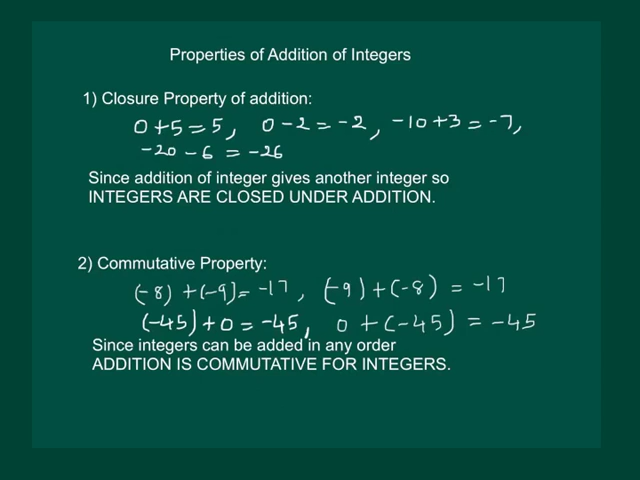 Properties of Addition of Integers
1) Closure Property of addition:
0+5=5, 0-2=-2, -10+3=-7,
-20-6=-26
Since addition of integer gives another integer so
INTEGERS ARE CLOSED UNDER ADDITION.
2) Commutative Property:
(-8)+(-9)=-17, (-9)+(-8)=-17
(-45)+0=-45, 0+(-45)=-45
Since integers can be added in any order
ADDITION IS COMMUTATIVE FOR INTEGERS.